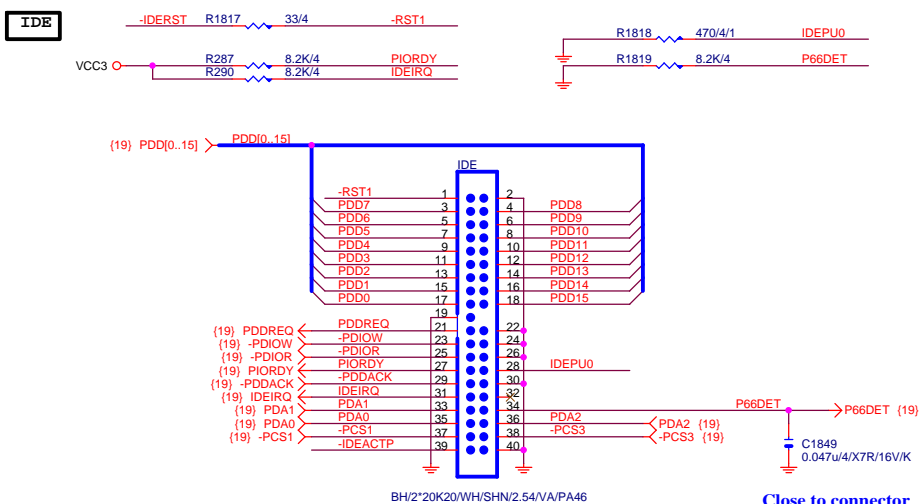 IDE
-IDERST R1817 33/4 -RST1
VCC3 R287 8.2K/4 PIORDY
R290 8.2K/4 IDEIRQ
R1818 470/4/1 IDEPU0
R1819 8.2K/4 P66DET
{19} PDD[0..15] PDD[0..15]
IDE
-RST1 1 2
PDD7 3 4 PDD8
PDD6 5 6 PDD9
PDD5 7 8 PDD10
PDD4 9 10 PDD11
PDD3 11 12 PDD12
PDD2 13 14 PDD13
PDD1 15 16 PDD14
PDD0 17 18 PDD15
19
{19} PDDREQ PDDREQ 21 22
{19} -PDIOW -PDIOW 23 24
{19} -PDIOR -PDIOR 25 26
{19} PIORDY PIORDY 27 28 IDEPU0
{19} -PDDACK -PDDACK 29 30
{19} IDEIRQ IDEIRQ 31 32
{19} PDA1 PDA1 33 34 P66DET P66DET {19}
{19} PDA0 PDA0 35 36 PDA2 PDA2 {19}
{19} -PCS1 -PCS1 37 38 -PCS3 -PCS3 {19}
-IDEACTP 39 40
C1849
0.047u/4/X7R/16V/K
BH/2*20K20/WH/SHN/2.54/VA/PA46
Close to connector